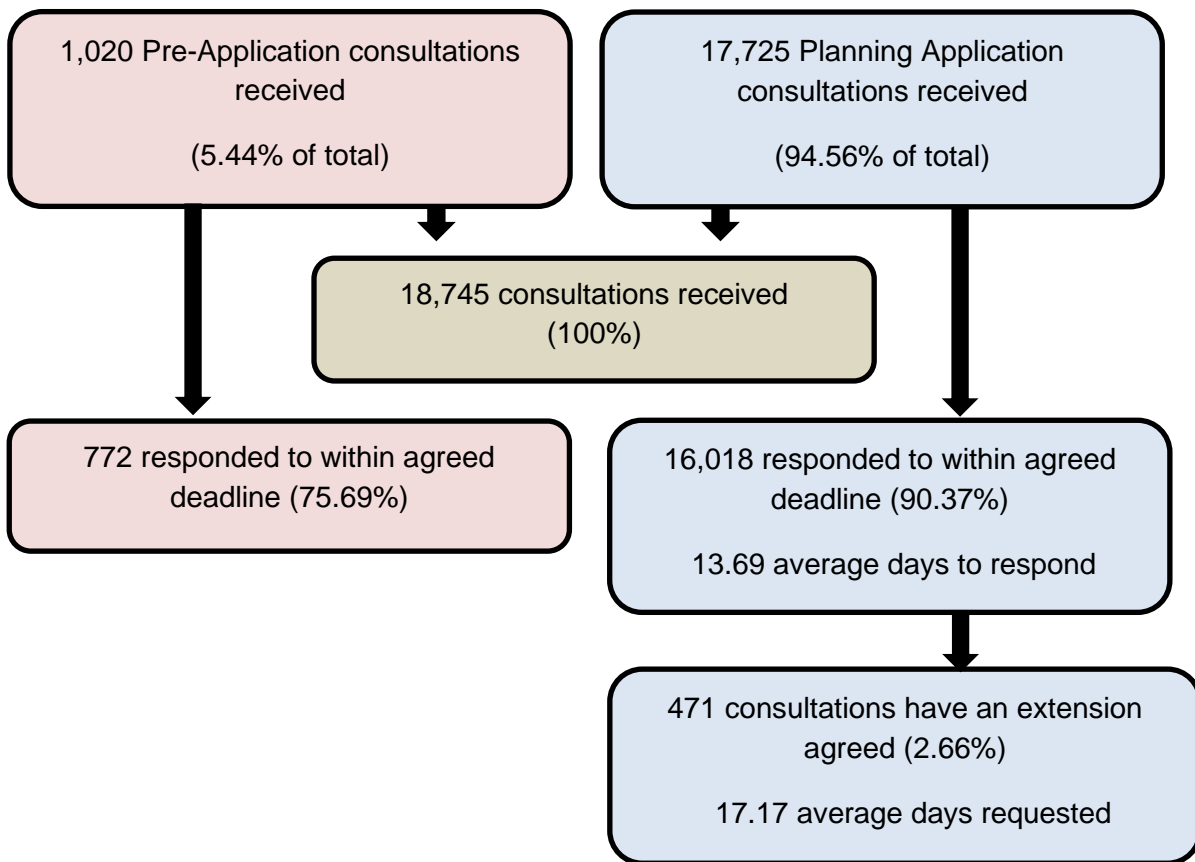 1,020 Pre-Application consultations
received
(5.44% of total)
17,725 Planning Application
consultations received
(94.56% of total)
18,745 consultations received
(100%)
772 responded to within agreed
deadline (75.69%)
16,018 responded to within agreed
deadline (90.37%)
13.69 average days to respond
471 consultations have an extension
agreed (2.66%)
17.17 average days requested